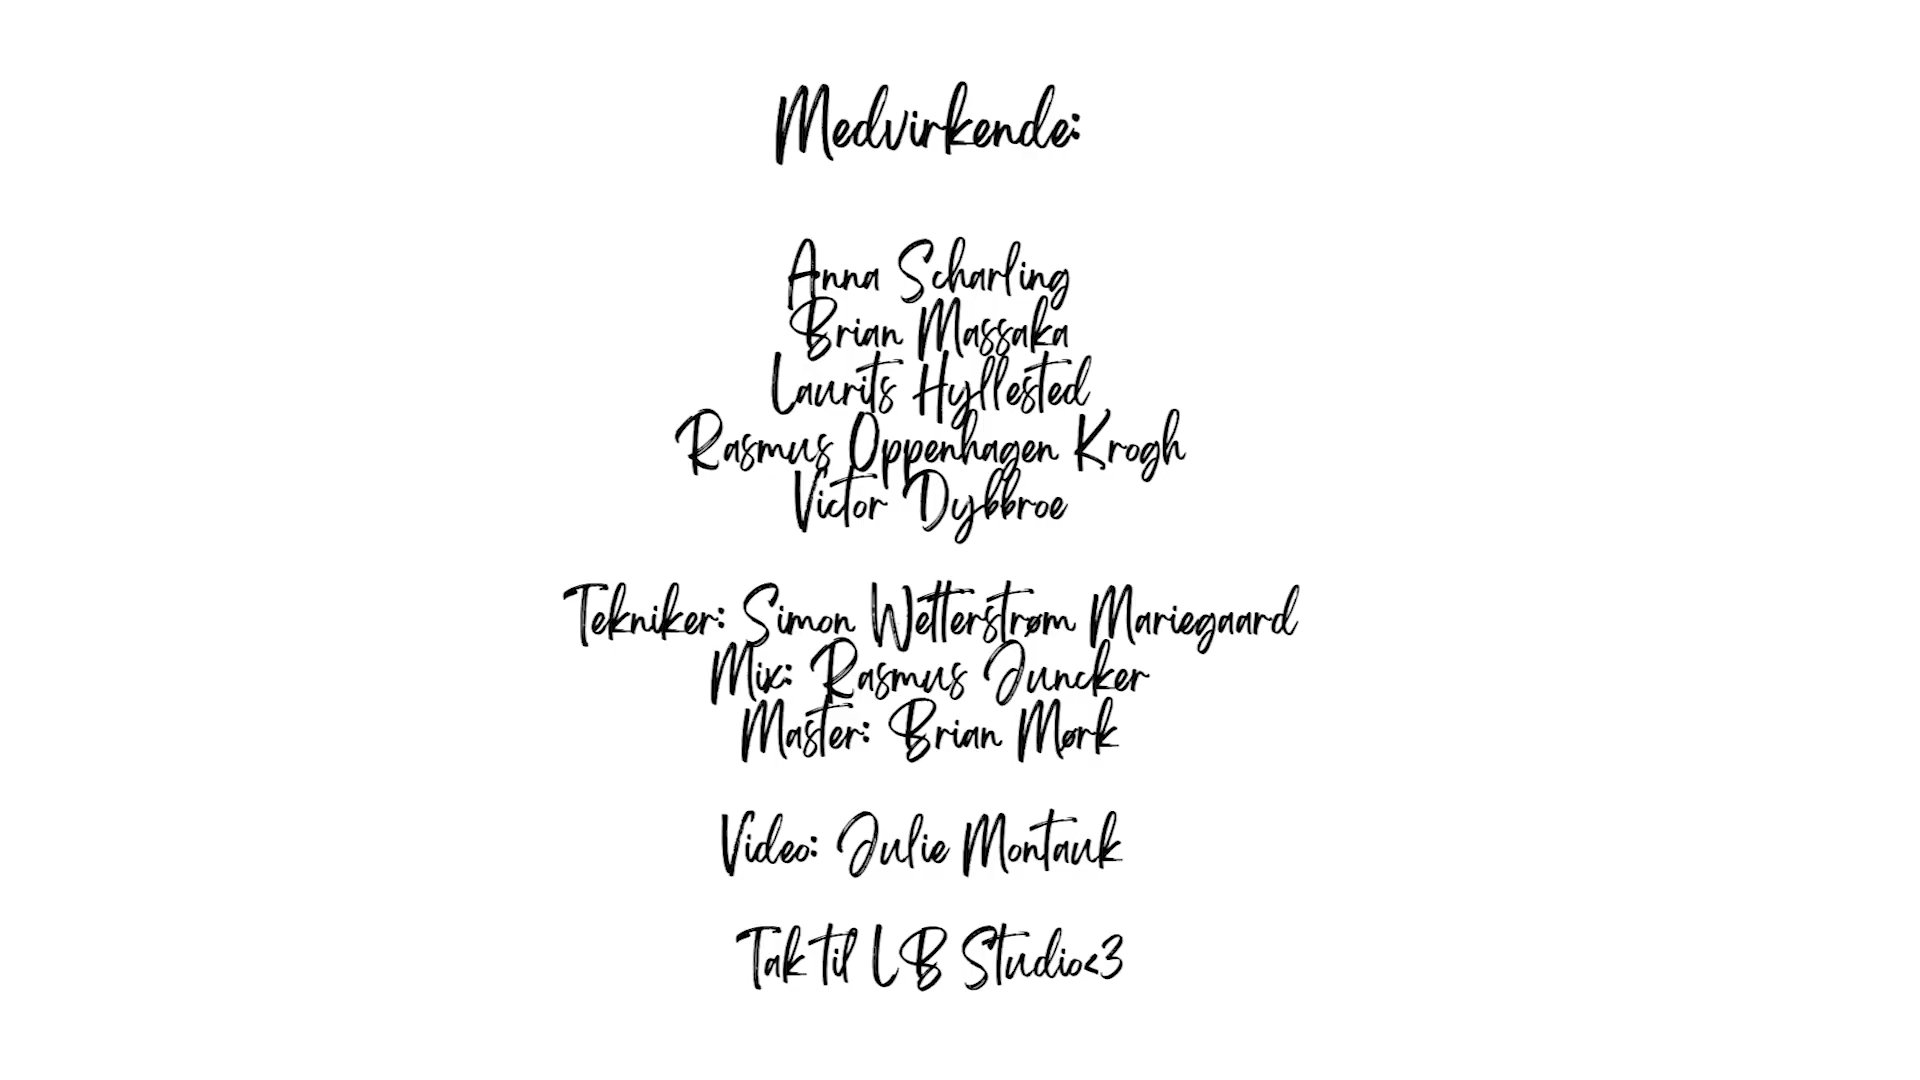 Medvirkende:
Anna Scharling
Brian Massaka
Laurits Hyllested
Rasmus Oppenhagen Krogh
Victor Dybbroe
Tekniker: Simon Wetterstrøm Mariegaard
Mix: Rasmus Juncker
Master: Brian Mørk
Video: Julie Montauk
Tak til LB Studio<3